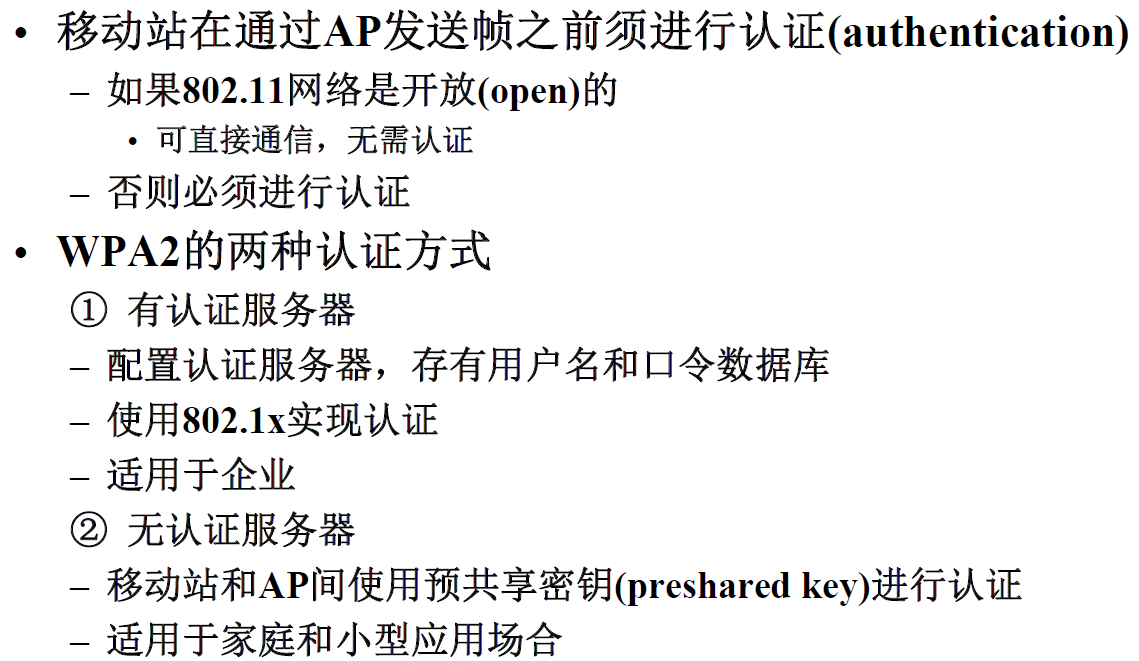 • 移动站在通过AP发送帧之前须进行认证(authentication)
– 如果802.11网络是开放(open)的
• 可直接通信，无需认证
– 否则必须进行认证
• WPA2的两种认证方式
① 有认证服务器
– 配置认证服务器，存有用户名和口令数据库
– 使用802.1x实现认证
– 适用于企业
② 无认证服务器
– 移动站和AP间使用预共享密钥(preshared key)进行认证
– 适用于家庭和小型应用场合